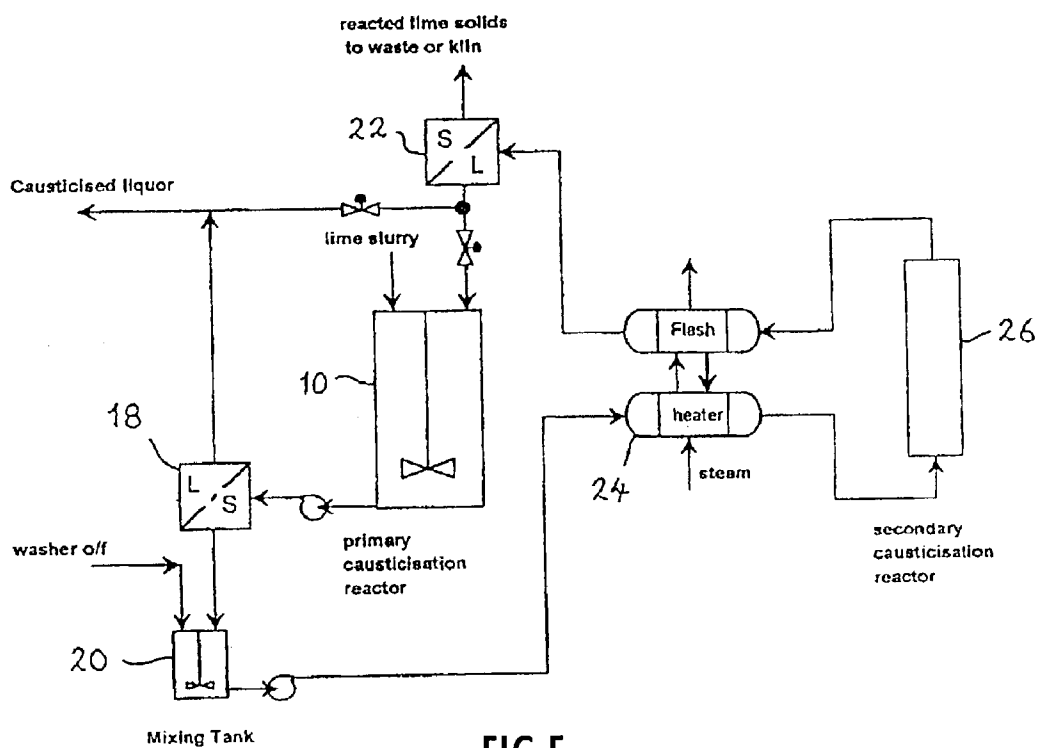 reacted lime solids
to waste or kiln
22
S
L
Causticised liquor
lime slurry
Flash
26
10
heater
18
24
steam
L
S
washer o/f
primary
causticisation
reactor
secondary
causticisation
reactor
20
Mixing Tank
FIG 5